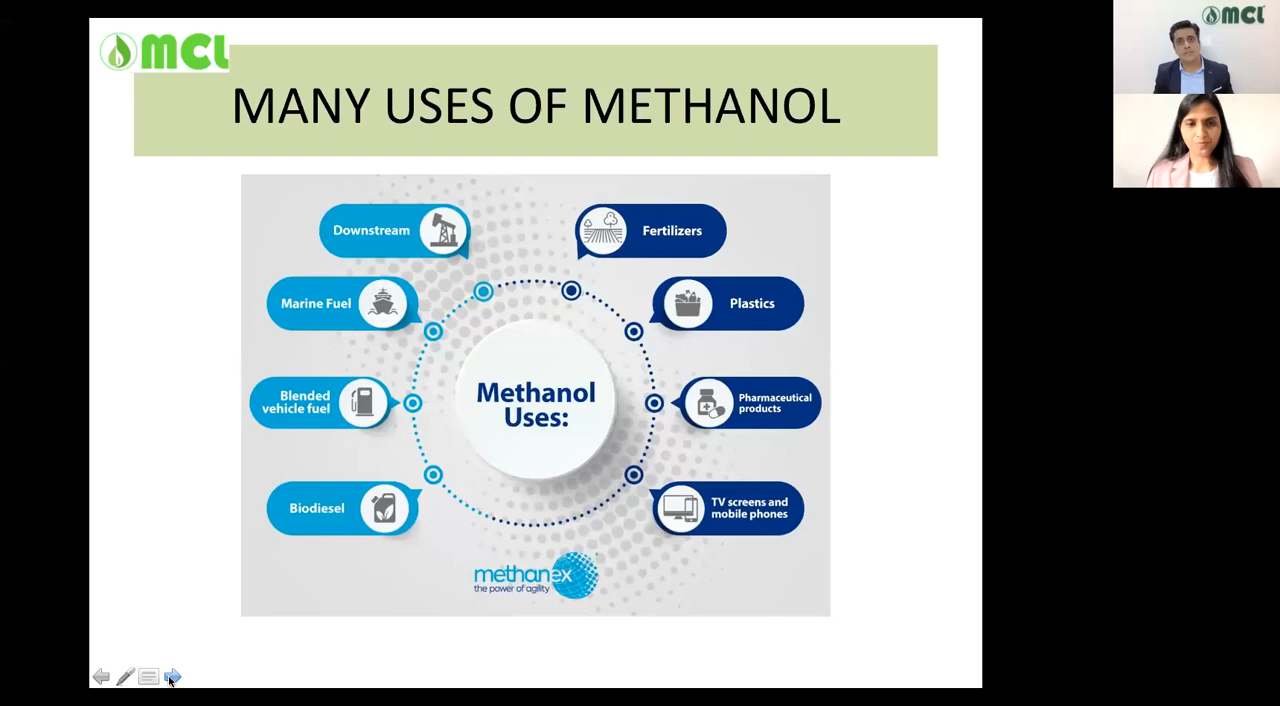 MCL
MCL
MANY USES OF METHANOL
Downstream
Fertilizers
Marine Fuel
Plastics
Methanol
Uses:
Blended
vehicle fuel
Pharmaceutical
products
Biodiesel
TV screens and
mobile phones
methanex
the power of agility